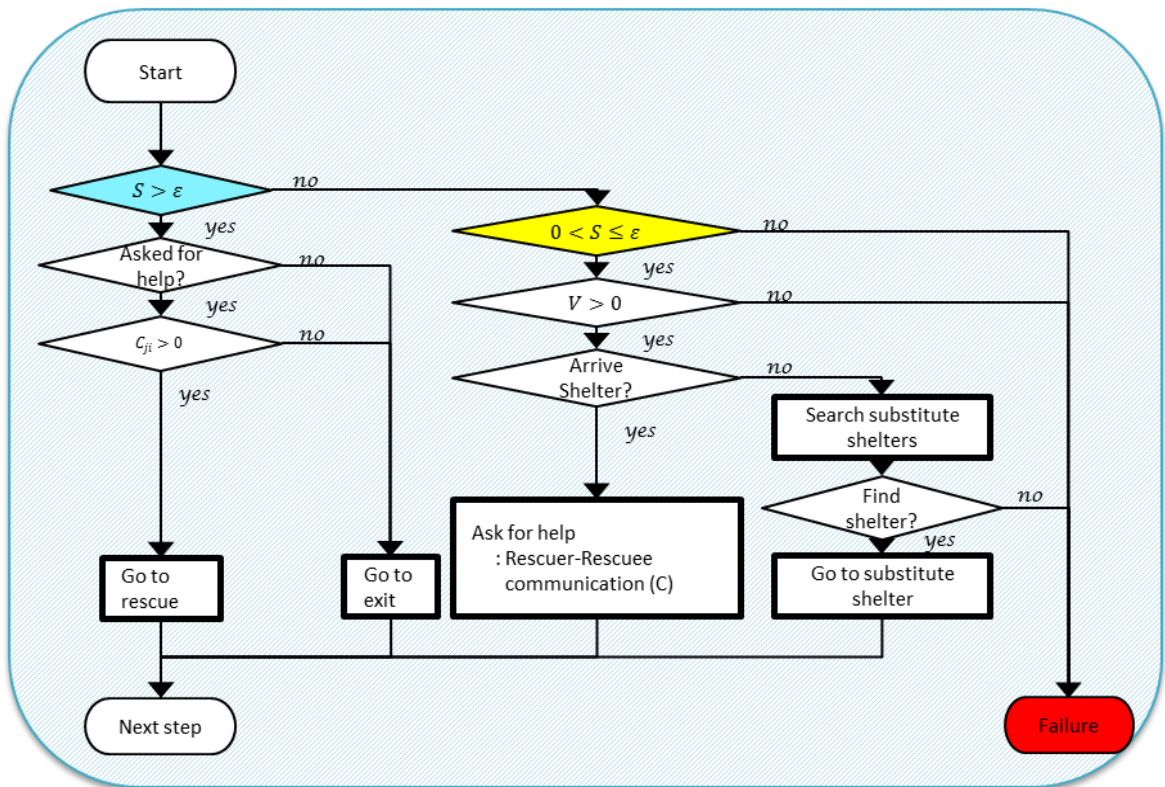 Start
S > ε
no
yes
0 < S ≤ ε
no
Asked for
help?
no
yes
yes
V > 0
no
C_{ji} > 0
no
yes
Arrive
Shelter?
no
yes
yes
Search substitute
shelters
Find
shelter?
no
yes
Ask for help
: Rescuer-Rescuee
communication (C)
Go to
rescue
Go to
exit
Go to substitute
shelter
Next step
Failure